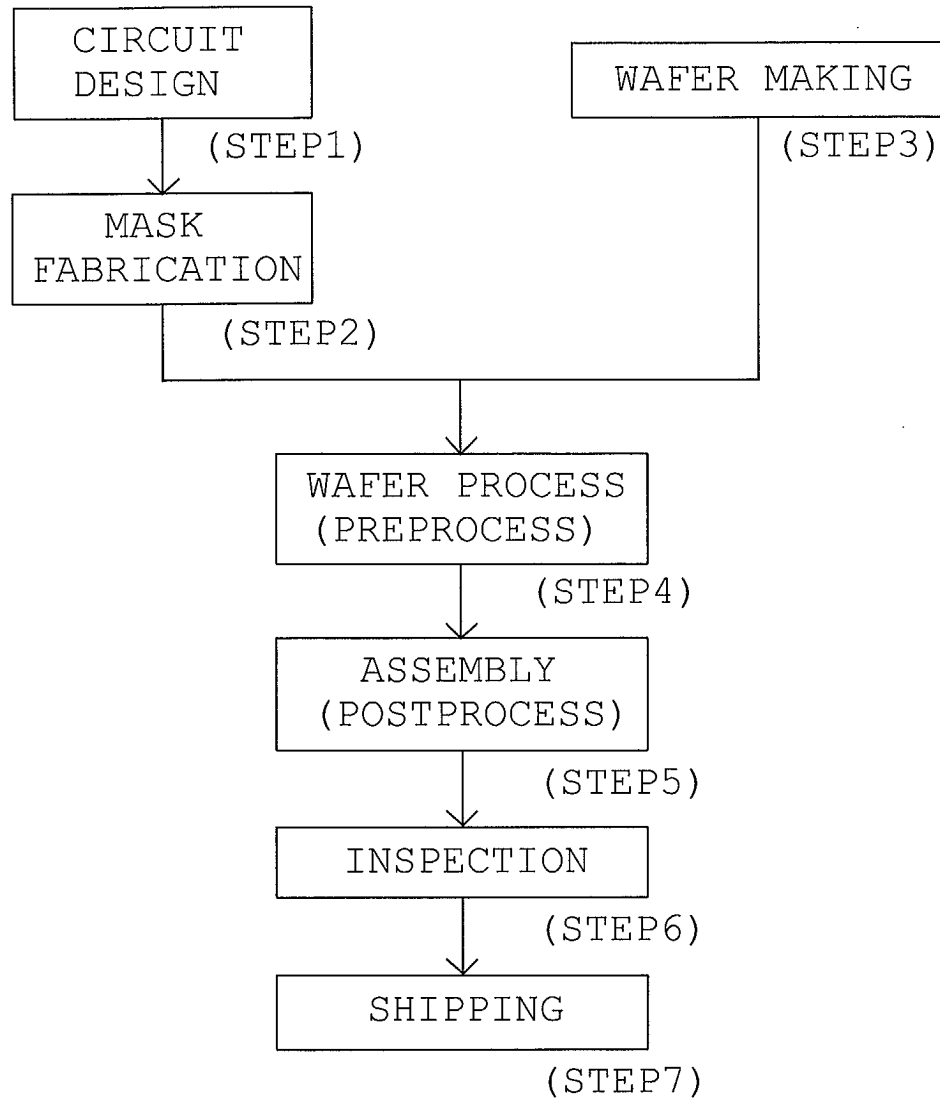 CIRCUIT
DESIGN
(STEP1)
MASK
FABRICATION
(STEP2)
WAFER MAKING
(STEP3)
WAFER PROCESS
(PREPROCESS)
(STEP4)
ASSEMBLY
(POSTPROCESS)
(STEP5)
INSPECTION
(STEP6)
SHIPPING
(STEP7)